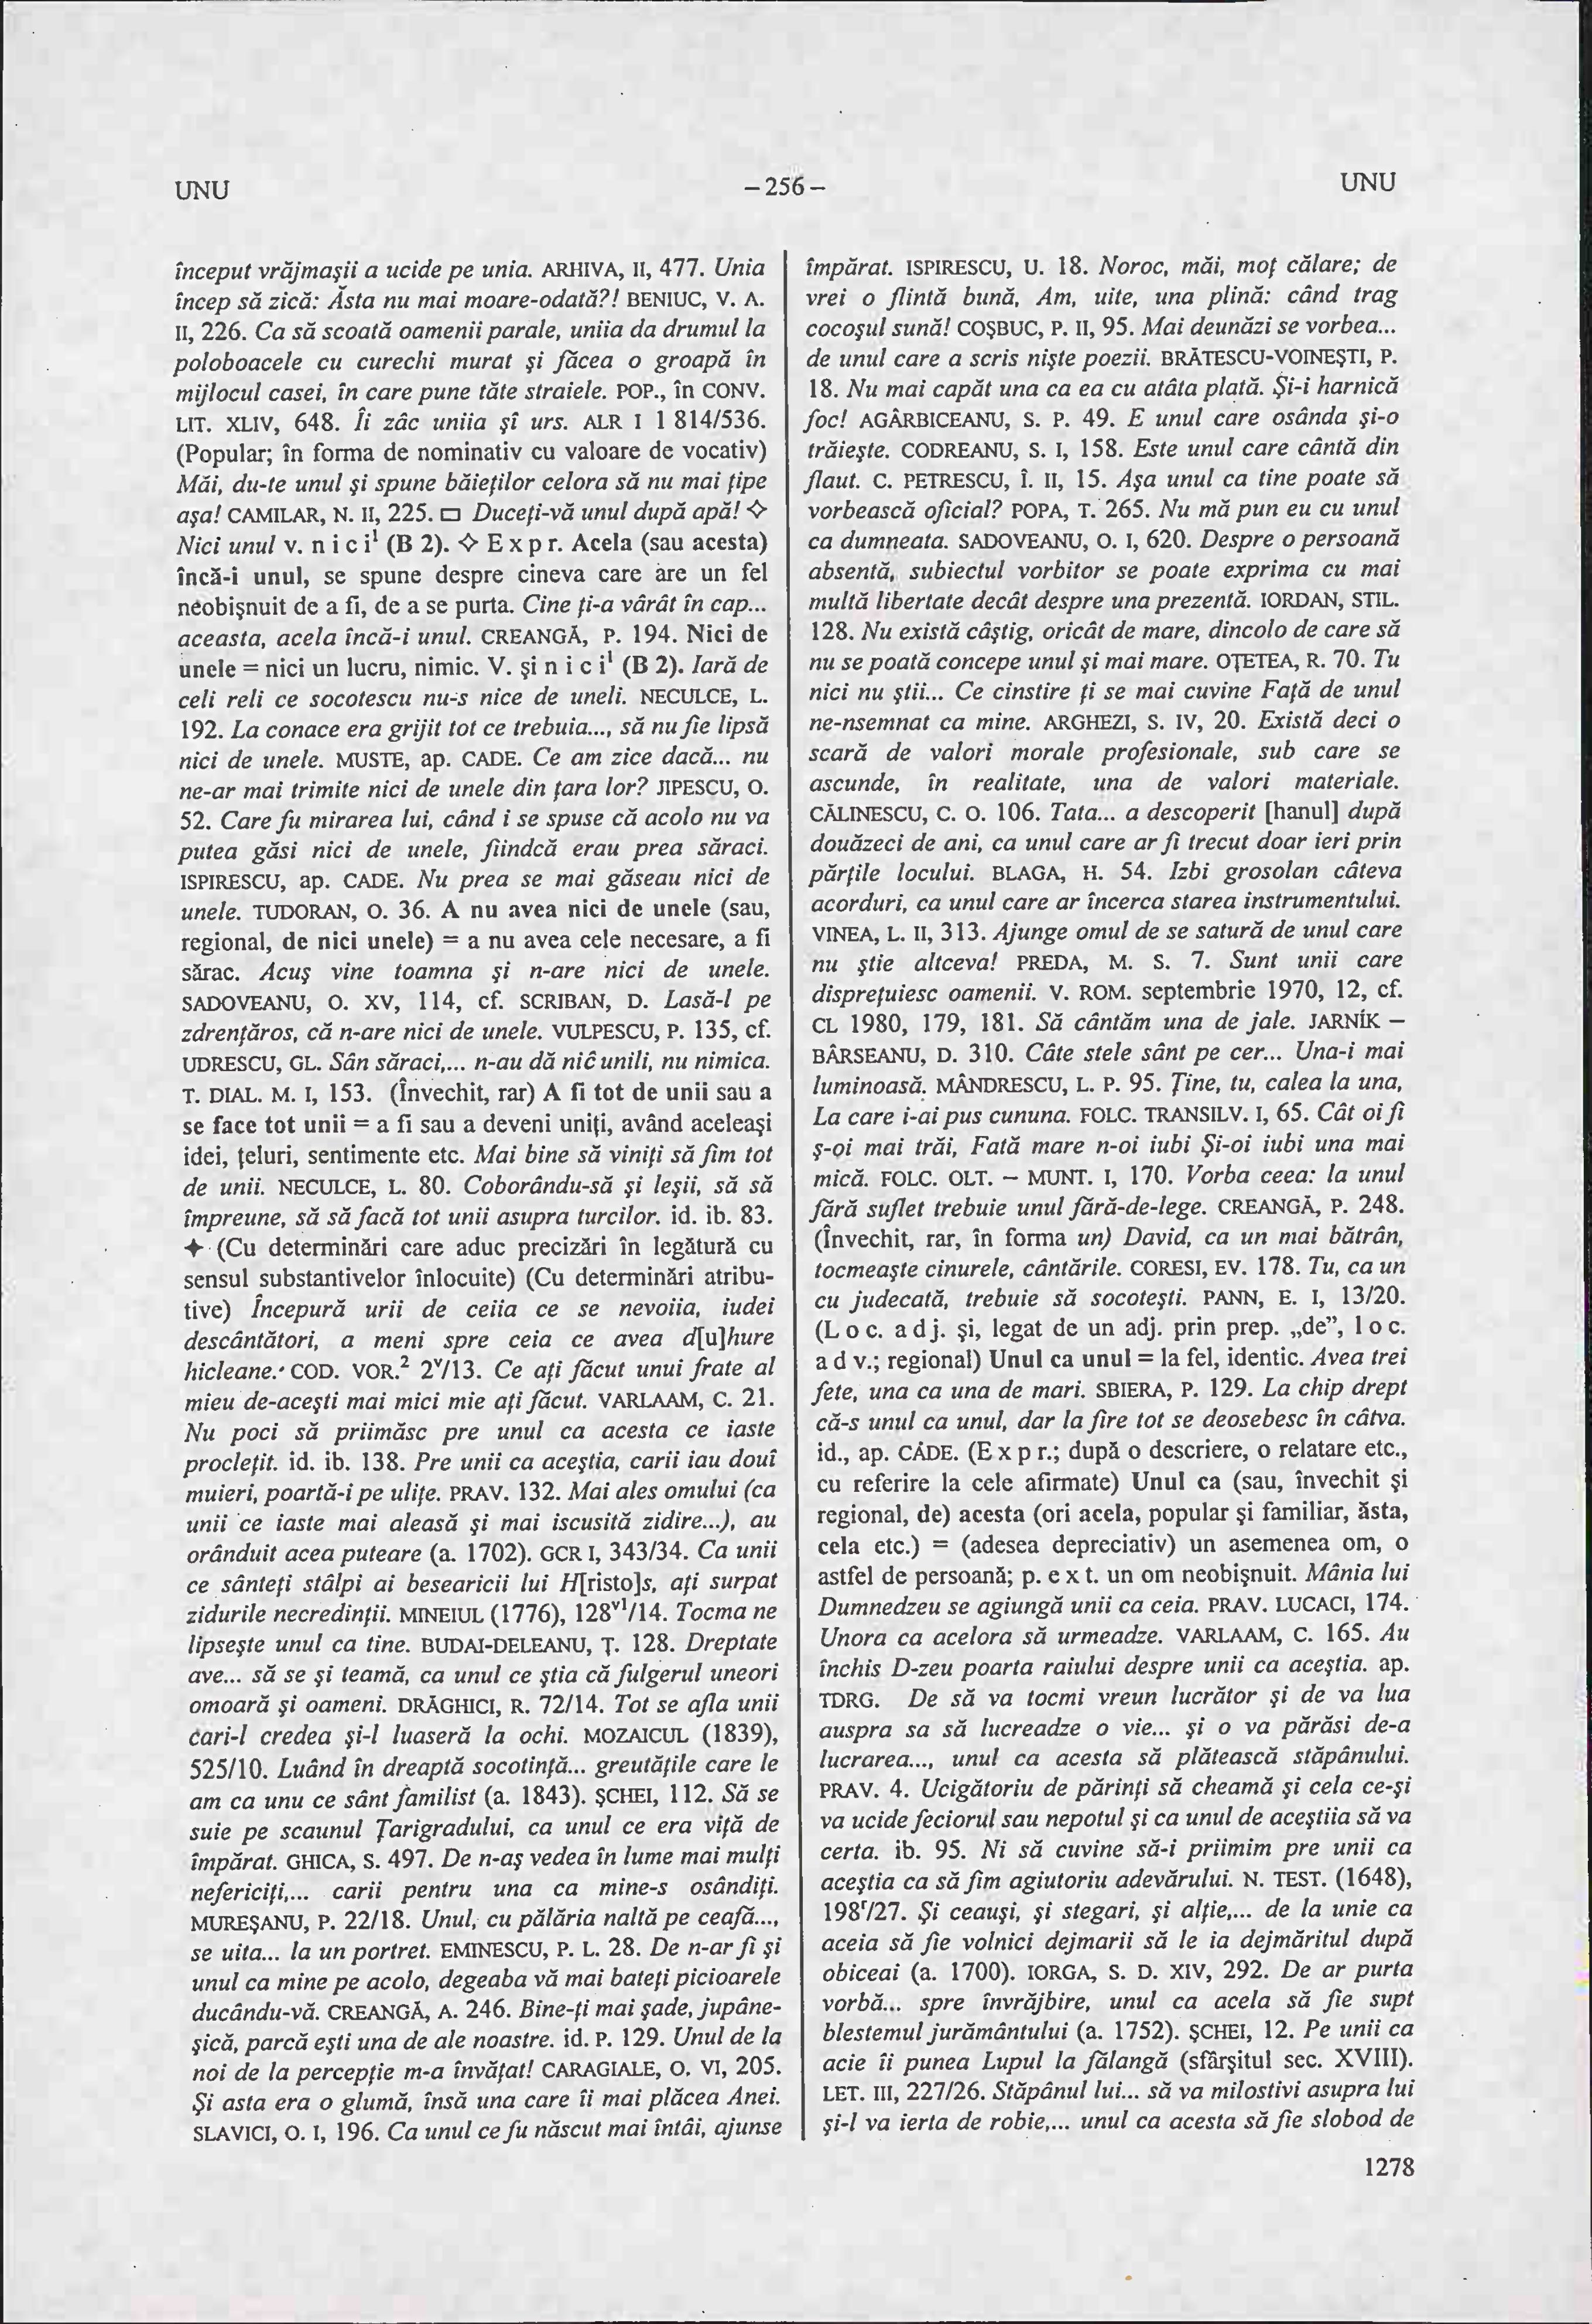 UNU
–256–
UNU
început vrăjmaşii a ucide pe unia. ARHIVA, II, 477. Unia
încep să zică: Ăsta nu mai moare-odată?! BENIUC, V. A.
II, 226. Ca să scoată oamenii parale, uniia da drumul la
poloboacele cu curechi murat şi făcea o groapă în
mijlocul casei, în care pune tăte straiele. POP., în CONV.
LIT. XLIV, 648. Îi zâc uniia şî urs. ALR I 1 814/536.
(Popular; în forma de nominativ cu valoare de vocativ)
Măi, du-te unul şi spune băieţilor celora să nu mai ţipe
aşa! CAMILAR, N. II, 225. □ Duceţi-vă unul după apă! ◇
Nici unul v. n i c i¹ (B 2). ◇ E x p r. Acela (sau acesta)
încă-i unul, se spune despre cineva care are un fel
neobişnuit de a fi, de a se purta. Cine ţi-a vârât în cap...
aceasta, acela încă-i unul. CREANGĂ, P. 194. Nici de
unele = nici un lucru, nimic. V. şi n i c i¹ (B 2). Iară de
celi reli ce socotescu nu-s nice de uneli. NECULCE, L.
192. La conace era grijit tot ce trebuia..., să nu fie lipsă
nici de unele. MUSTE, ap. CADE. Ce am zice dacă... nu
ne-ar mai trimite nici de unele din ţara lor? JIPESCU, O.
52. Care fu mirarea lui, când i se spuse că acolo nu va
putea găsi nici de unele, fiindcă erau prea săraci.
ISPIRESCU, ap. CADE. Nu prea se mai găseau nici de
unele. TUDORAN, O. 36. A nu avea nici de unele (sau,
regional, de nici unele) = a nu avea cele necesare, a fi
sărac. Acuş vine toamna şi n-are nici de unele.
SADOVEANU, O. XV, 114, cf. SCRIBAN, D. Lasă-l pe
zdrenţăros, că n-are nici de unele. VULPESCU, P. 135, cf.
UDRESCU, GL. Sân săraci,... n-au dă nič unili, nu nimica.
T. DIAL. M. I, 153. (Învechit, rar) A fi tot de unii sau a
se face tot unii = a fi sau a deveni uniţi, având aceleaşi
idei, ţeluri, sentimente etc. Mai bine să viniţi să fim tot
de unii. NECULCE, L. 80. Coborându-să şi leşii, să să
împreune, să să facă tot unii asupra turcilor. id. ib. 83.
✦ (Cu determinări care aduc precizări în legătură cu
sensul substantivelor înlocuite) (Cu determinări atribu-
tive) Începură urii de ceiia ce se nevoiia, iudei
descântători, a meni spre ceia ce avea d[u]hure
hicleane. COD. VOR.² 2ᵛ/13. Ce aţi făcut unui frate al
mieu de-aceşti mai mici mie aţi făcut. VARLAAM, C. 21.
Nu poci să priimăsc pre unul ca acesta ce iaste
procleţit. id. ib. 138. Pre unii ca aceştia, carii iau douî
muieri, poartă-i pe uliţe. PRAV. 132. Mai ales omului (ca
unii ce iaste mai aleasă şi mai iscusită zidire...), au
orânduit acea puteare (a. 1702). GCR I, 343/34. Ca unii
ce sânteţi stâlpi ai besearicii lui H[risto]s, aţi surpat
zidurile necredinţii. MINEIUL (1776), 128ᵛ¹/14. Tocma ne
lipseşte unul ca tine. BUDAI-DELEANU, Ţ. 128. Dreptate
ave... să se şi teamă, ca unul ce ştia că fulgerul uneori
omoară şi oameni. DRĂGHICI, R. 72/14. Tot se afla unii
cari-l credea şi-l luaseră la ochi. MOZAICUL (1839),
525/10. Luând în dreaptă socotinţă... greutăţile care le
am ca unu ce sânt familist (a. 1843). ŞCHEI, 112. Să se
suie pe scaunul Ţarigradului, ca unul ce era viţă de
împărat. GHICA, S. 497. De n-aş vedea în lume mai mulţi
nefericiţi,... carii pentru una ca mine-s osândiţi.
MUREŞANU, P. 22/18. Unul, cu pălăria naltă pe ceafă...,
se uita... la un portret. EMINESCU, P. L. 28. De n-ar fi şi
unul ca mine pe acolo, degeaba vă mai bateţi picioarele
ducându-vă. CREANGĂ, A. 246. Bine-ţi mai şade, jupâne-
şică, parcă eşti una de ale noastre. id. P. 129. Unul de la
noi de la percepţie m-a învăţat! CARAGIALE, O. VI, 205.
Şi asta era o glumă, însă una care îi mai plăcea Anei.
SLAVICI, O. I, 196. Ca unul ce fu născut mai întâi, ajunse
împărat. ISPIRESCU, U. 18. Noroc, măi, moţ călare; de
vrei o flintă bună, Am, uite, una plină: când trag
cocoşul sună! COŞBUC, P. II, 95. Mai deunăzi se vorbea...
de unul care a scris nişte poezii. BRĂTESCU-VOINEŞTI, P.
18. Nu mai capăt una ca ea cu atâta plată. Şi-i harnică
foc! AGÂRBICEANU, S. P. 49. E unul care osânda şi-o
trăieşte. CODREANU, S. I, 158. Este unul care cântă din
flaut. C. PETRESCU, Î. II, 15. Aşa unul ca tine poate să
vorbească oficial? POPA, T. 265. Nu mă pun eu cu unul
ca dumneata. SADOVEANU, O. I, 620. Despre o persoană
absentă, subiectul vorbitor se poate exprima cu mai
multă libertate decât despre una prezentă. IORDAN, STIL.
128. Nu există câştig, oricât de mare, dincolo de care să
nu se poată concepe unul şi mai mare. OŢETEA, R. 70. Tu
nici nu ştii... Ce cinstire ţi se mai cuvine Faţă de unul
ne-nsemnat ca mine. ARGHEZI, S. IV, 20. Există deci o
scară de valori morale profesionale, sub care se
ascunde, în realitate, una de valori materiale.
CĂLINESCU, C. O. 106. Tata... a descoperit [hanul] după
douăzeci de ani, ca unul care ar fi trecut doar ieri prin
părţile locului. BLAGA, H. 54. Izbi grosolan câteva
acorduri, ca unul care ar încerca starea instrumentului.
VINEA, L. II, 313. Ajunge omul de se satură de unul care
nu ştie altceva! PREDA, M. S. 7. Sunt unii care
dispreţuiesc oamenii. V. ROM. septembrie 1970, 12, cf.
CL 1980, 179, 181. Să cântăm una de jale. JARNÍK –
BÂRSEANU, D. 310. Câte stele sânt pe cer... Una-i mai
luminoasă. MÂNDRESCU, L. P. 95. Ţine, tu, calea la una,
La care i-ai pus cununa. FOLC. TRANSILV. I, 65. Cât oi fi
ş-oi mai trăi, Fată mare n-oi iubi Şi-oi iubi una mai
mică. FOLC. OLT. – MUNT. I, 170. Vorba ceea: la unul
fără suflet trebuie unul fără-de-lege. CREANGĂ, P. 248.
(Învechit, rar, în forma un) David, ca un mai bătrân,
tocmeaşte cinurele, cântările. CORESI, EV. 178. Tu, ca un
cu judecată, trebuie să socoteşti. PANN, E. I, 13/20.
(L o c. a d j. şi, legat de un adj. prin prep. „de”, l o c.
a d v.; regional) Unul ca unul = la fel, identic. Avea trei
fete, una ca una de mari. SBIERA, P. 129. La chip drept
că-s unul ca unul, dar la fire tot se deosebesc în câtva.
id., ap. CADE. (E x p r.; după o descriere, o relatare etc.,
cu referire la cele afirmate) Unul ca (sau, învechit şi
regional, de) acesta (ori acela, popular şi familiar, ăsta,
cela etc.) = (adesea depreciativ) un asemenea om, o
astfel de persoană; p. e x t. un om neobişnuit. Mânia lui
Dumnedzeu se agiungă unii ca ceia. PRAV. LUCACI, 174.
Unora ca acelora să urmeadze. VARLAAM, C. 165. Au
închis D-zeu poarta raiului despre unii ca aceştia. ap.
TDRG. De să va tocmi vreun lucrător şi de va lua
auspra sa să lucreadze o vie... şi o va părăsi de-a
lucrarea..., unul ca acesta să plătească stăpânului.
PRAV. 4. Ucigătoriu de părinţi să cheamă şi cela ce-şi
va ucide feciorul sau nepotul şi ca unul de aceştiia să va
certa. ib. 95. Ni să cuvine să-i priimim pre unii ca
aceştia ca să fim agiutoriu adevărului. N. TEST. (1648),
198ʳ/27. Şi ceauşi, şi stegari, şi alţie,... de la unie ca
aceia să fie volnici dejmarii să le ia dejmăritul după
obiceai (a. 1700). IORGA, S. D. XIV, 292. De ar purta
vorbă... spre învrăjbire, unul ca acela să fie supt
blestemul jurământului (a. 1752). ŞCHEI, 12. Pe unii ca
acie îi punea Lupul la fălangă (sfârşitul sec. XVIII).
LET. III, 227/26. Stăpânul lui... să va milostivi asupra lui
şi-l va ierta de robie,... unul ca acesta să fie slobod de
1278